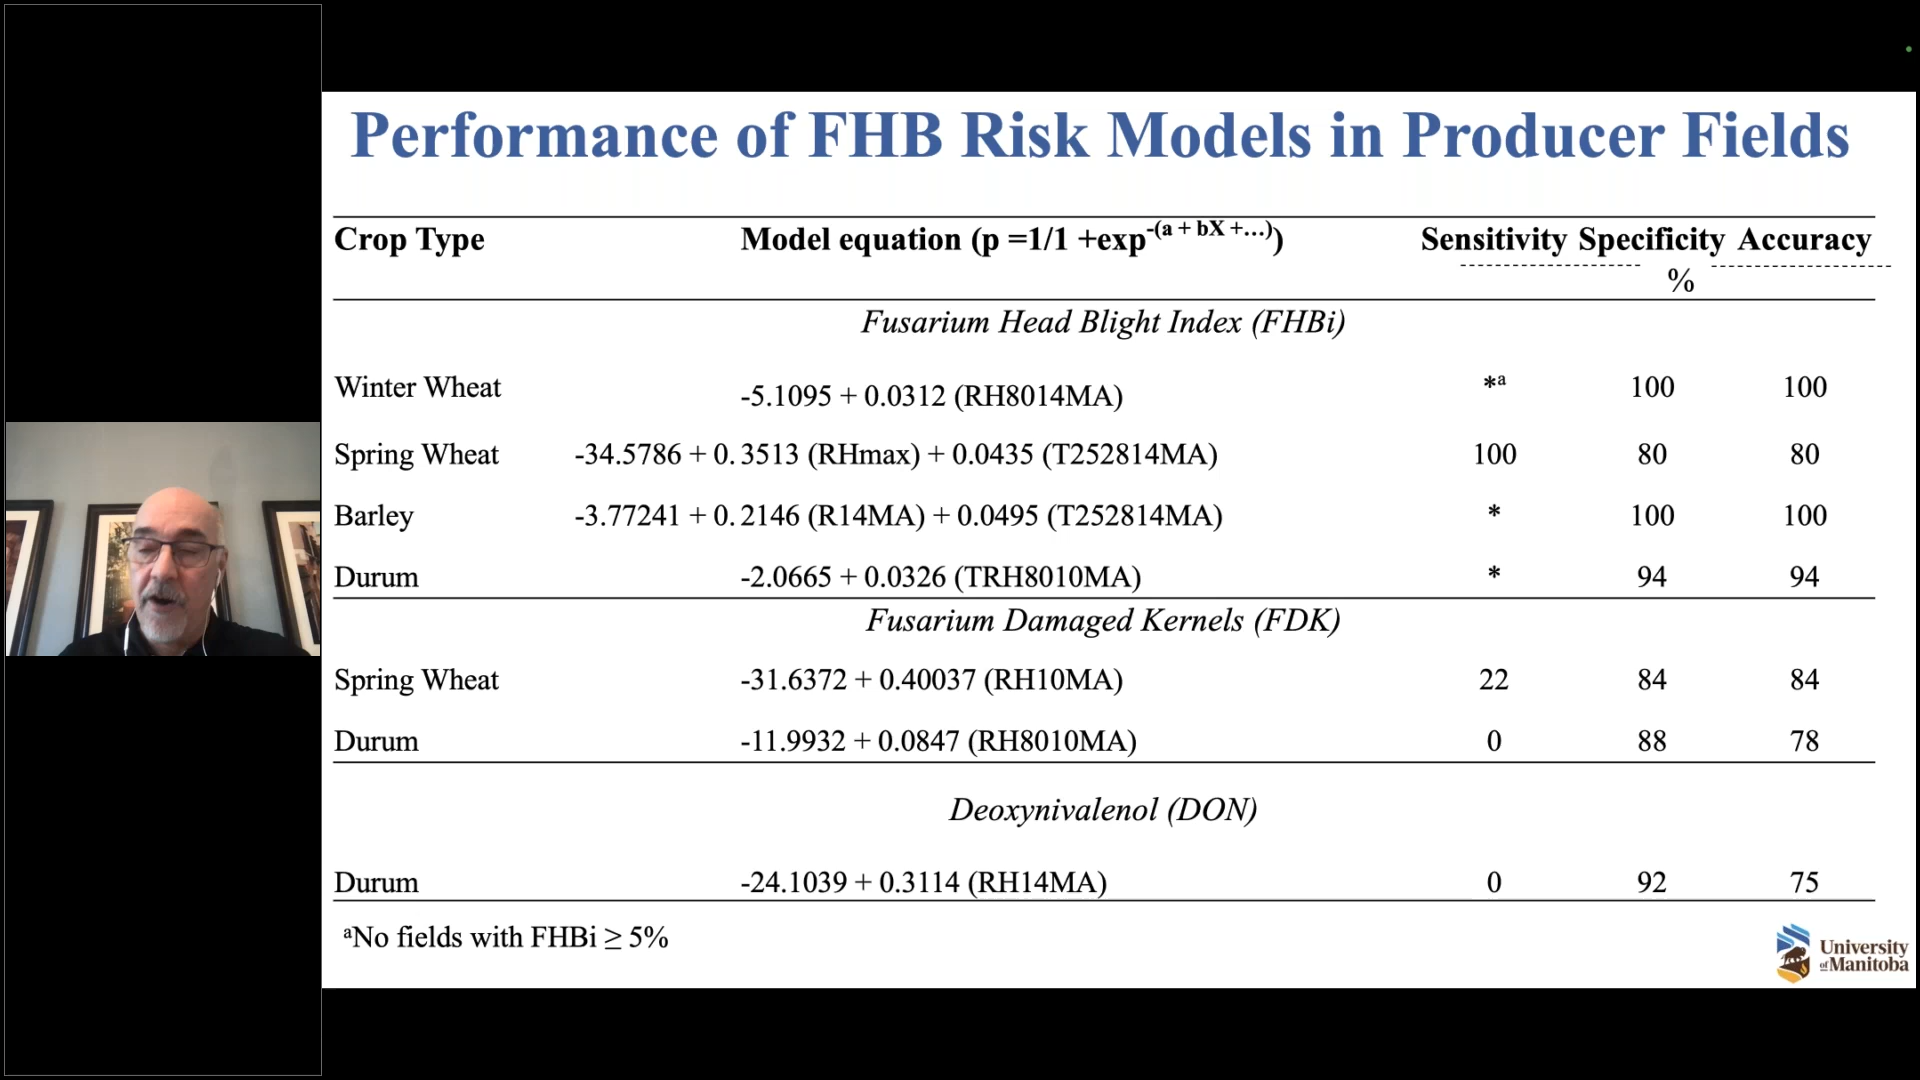 Performance of FHB Risk Models in Producer Fields
Crop Type Model equation (p =1/1 +exp-(a + bX +...)) Sensitivity Specificity Accuracy
%
Fusarium Head Blight Index (FHBi)
Winter Wheat -5.1095 + 0.0312 (RH8014MA) *a 100 100
Spring Wheat -34.5786 + 0.3513 (RHmax) + 0.0435 (T252814MA) 100 80 80
Barley -3.77241 + 0.2146 (R14MA) + 0.0495 (T252814MA) * 100 100
Durum -2.0665 + 0.0326 (TRH8010MA) * 94 94
Fusarium Damaged Kernels (FDK)
Spring Wheat -31.6372 + 0.40037 (RH10MA) 22 84 84
Durum -11.9932 + 0.0847 (RH8010MA) 0 88 78
Deoxynivalenol (DON)
Durum -24.1039 + 0.3114 (RH14MA) 0 92 75
aNo fields with FHBi ≥ 5%
University
of Manitoba